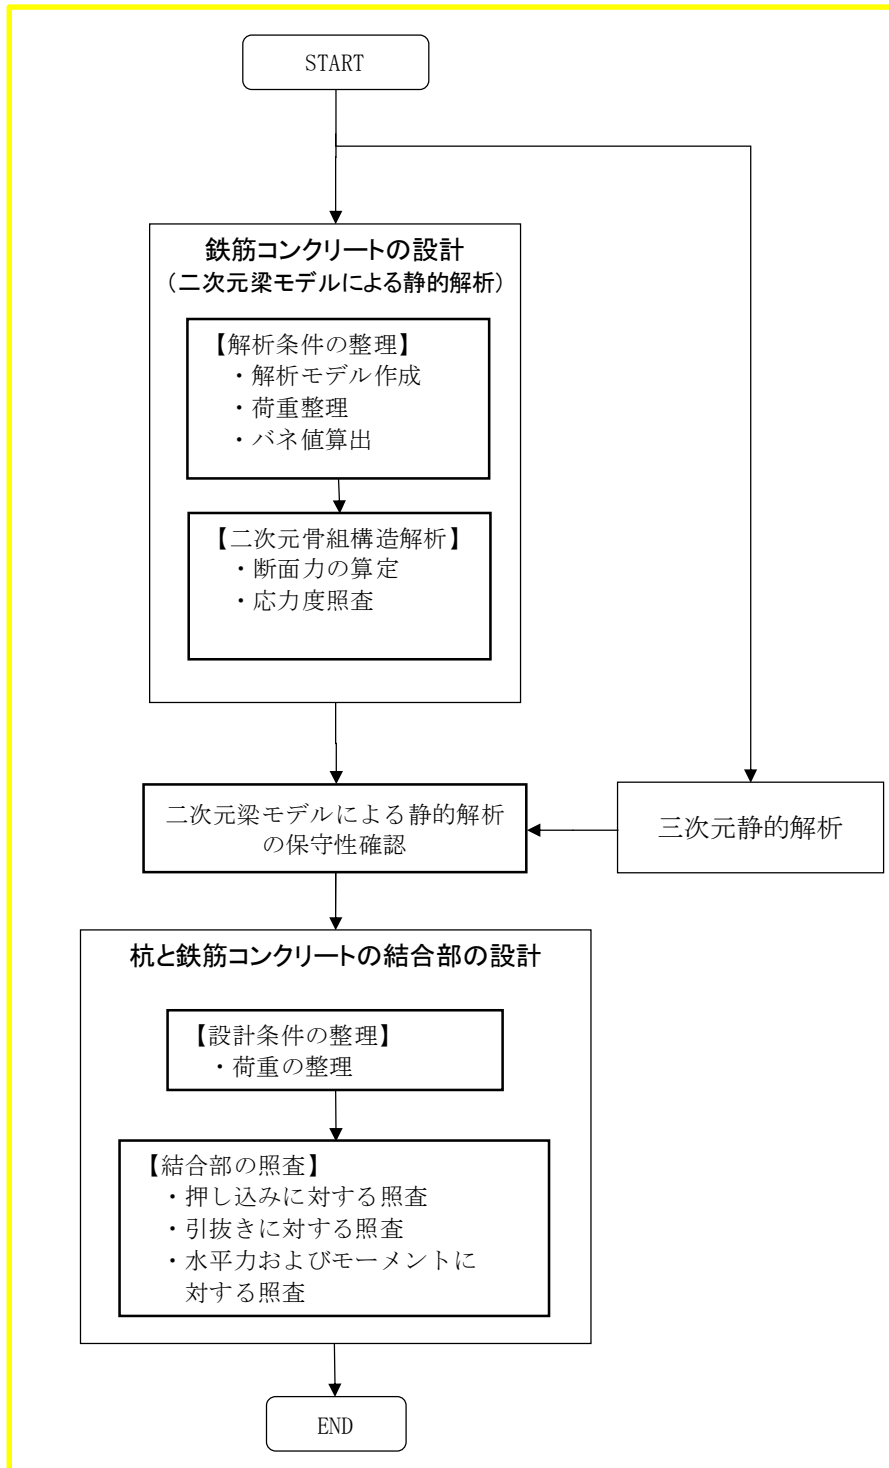 START
鉄筋コンクリートの設計
（二次元梁モデルによる静的解析）
【解析条件の整理】
・解析モデル作成
・荷重整理
・バネ値算出
【二次元骨組構造解析】
・断面力の算定
・応力度照査
二次元梁モデルによる静的解析
の保守性確認
三次元静的解析
杭と鉄筋コンクリートの結合部の設計
【設計条件の整理】
・荷重の整理
【結合部の照査】
・押し込みに対する照査
・引抜きに対する照査
・水平力およびモーメントに
対する照査
END